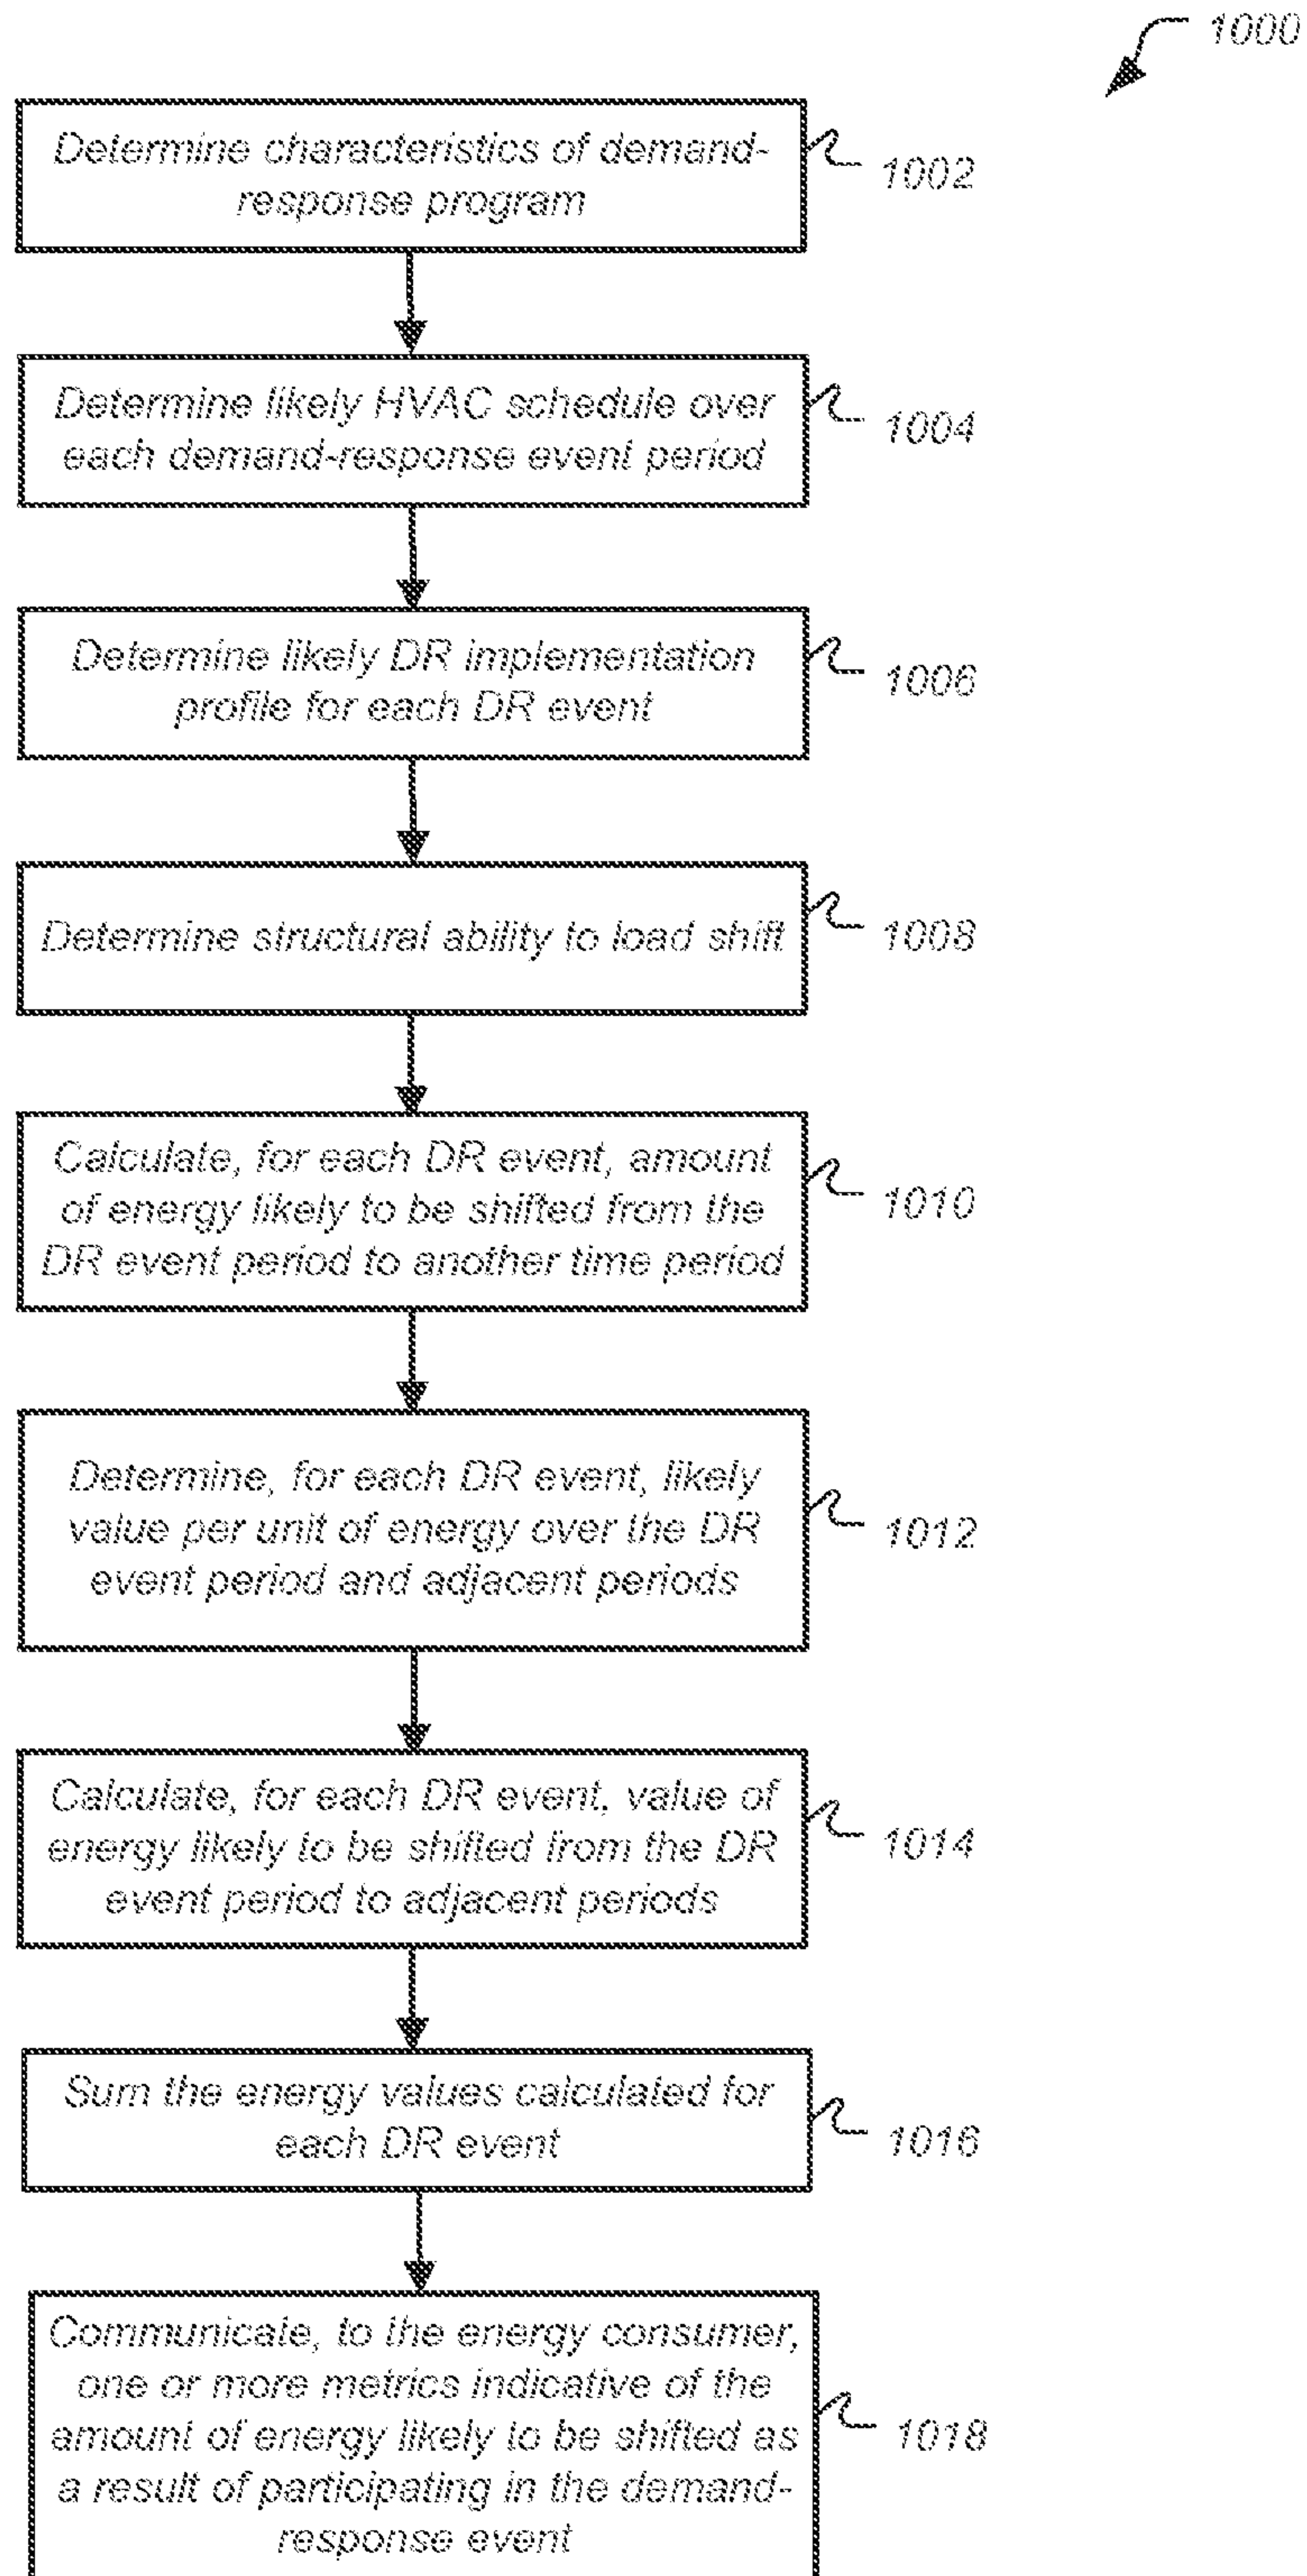 1000
Determine characteristics of demand-
response program
1002
Determine likely HVAC schedule over
each demand-response event period
1004
Determine likely DR implementation
profile for each DR event
1006
Determine structural ability to load shift
1008
Calculate, for each DR event, amount
of energy likely to be shifted from the
DR event period to another time period
1010
Determine, for each DR event, likely
value per unit of energy over the DR
event period and adjacent periods
1012
Calculate, for each DR event, value of
energy likely to be shifted from the DR
event period to adjacent periods
1014
Sum the energy values calculated for
each DR event
1016
Communicate, to the energy consumer,
one or more metrics indicative of the
amount of energy likely to be shifted as
a result of participating in the demand-
response event
1018